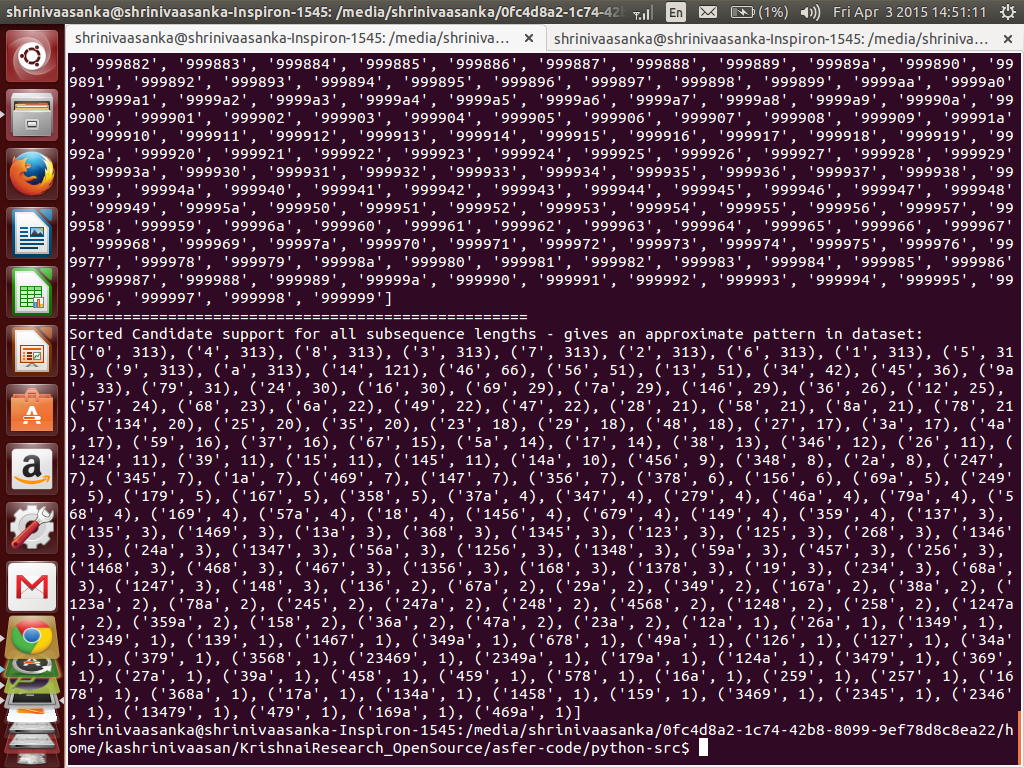 shrinivaasanka@shrinivaasanka-Inspiron-1545: /media/shrinivaasanka/0fc4d8a2-1c74-42b En (1%) Fri Apr 3 2015 14:51:11
shrinivaasanka@shrinivaasanka-Inspiron-1545: /media/shriniva... × shrinivaasanka@shrinivaasanka-Inspiron-1545: /media/shriniva... ×
, '999882', '999883', '999884', '999885', '999886', '999887', '999888', '999889', '99989a', '999890', '999
891', '999892', '999893', '999894', '999895', '999896', '999897', '999898', '999899', '9999aa', '9999a0',
'9999a1', '9999a2', '9999a3', '9999a4', '9999a5', '9999a6', '9999a7', '9999a8', '9999a9', '99990a', '99
9900', '999901', '999902', '999903', '999904', '999905', '999906', '999907', '999908', '999909', '99991a',
'999910', '999911', '999912', '999913', '999914', '999915', '999916', '999917', '999918', '999919', '9
9992a', '999920', '999921', '999922', '999923', '999924', '999925', '999926', '999927', '999928', '999929'
, '99993a', '999930', '999931', '999932', '999933', '999934', '999935', '999936', '999937', '999938', '99
9939', '99994a', '999940', '999941', '999942', '999943', '999944', '999945', '999946', '999947', '999948',
'999949', '99995a', '999950', '999951', '999952', '999953', '999954', '999955', '999956', '999957', '999
958', '999959', '99996a', '999960', '999961', '999962', '999963', '999964', '999965', '999966', '999967',
'999968', '999969', '99997a', '999970', '999971', '999972', '999973', '999974', '999975', '999976', '99
9977', '999978', '999979', '99998a', '999980', '999981', '999982', '999983', '999984', '999985', '999986'
, '999987', '999988', '999989', '99999a', '999990', '999991', '999992', '999993', '999994', '999995', '99
9996', '999997', '999998', '999999']
===================================================
Sorted Candidate support for all subsequence lengths - gives an approximate pattern in dataset:
[('0', 313), ('4', 313), ('8', 313), ('3', 313), ('7', 313), ('2', 313), ('6', 313), ('1', 313), ('5', 31
3), ('9', 313), ('a', 313), ('14', 121), ('46', 66), ('56', 51), ('13', 51), ('34', 42), ('45', 36), ('9a
', 33), ('79', 31), ('24', 30), ('16', 30), ('69', 29), ('7a', 29), ('146', 29), ('36', 26), ('12', 25),
('57', 24), ('68', 23), ('6a', 22), ('49', 22), ('47', 22), ('28', 21), ('58', 21), ('8a', 21), ('78', 21
), ('134', 20), ('25', 20), ('35', 20), ('23', 18), ('29', 18), ('48', 18), ('27', 17), ('3a', 17), ('4a'
, 17), ('59', 16), ('37', 16), ('67', 15), ('5a', 14), ('17', 14), ('38', 13), ('346', 12), ('26', 11), (
'124', 11), ('39', 11), ('15', 11), ('145', 11), ('14a', 10), ('456', 9), ('348', 8), ('2a', 8), ('247',
7), ('345', 7), ('1a', 7), ('469', 7), ('147', 7), ('356', 7), ('378', 6), ('156', 6), ('69a', 5), ('249'
, 5), ('179', 5), ('167', 5), ('358', 5), ('37a', 4), ('347', 4), ('279', 4), ('46a', 4), ('79a', 4), ('5
68', 4), ('169', 4), ('57a', 4), ('18', 4), ('1456', 4), ('679', 4), ('149', 4), ('359', 4), ('137', 3),
('135', 3), ('1469', 3), ('13a', 3), ('368', 3), ('1345', 3), ('123', 3), ('125', 3), ('268', 3), ('1346'
, 3), ('24a', 3), ('1347', 3), ('56a', 3), ('1256', 3), ('1348', 3), ('59a', 3), ('457', 3), ('256', 3),
('1468', 3), ('468', 3), ('467', 3), ('1356', 3), ('168', 3), ('1378', 3), ('19', 3), ('234', 3), ('68a',
3), ('1247', 3), ('148', 3), ('136', 2), ('67a', 2), ('29a', 2), ('349', 2), ('167a', 2), ('38a', 2), ('
123a', 2), ('78a', 2), ('245', 2), ('247a', 2), ('248', 2), ('4568', 2), ('1248', 2), ('258', 2), ('1247a
', 2), ('359a', 2), ('158', 2), ('36a', 2), ('47a', 2), ('23a', 2), ('12a', 1), ('26a', 1), ('1349', 1),
('2349', 1), ('139', 1), ('1467', 1), ('349a', 1), ('678', 1), ('49a', 1), ('126', 1), ('127', 1), ('34a'
, 1), ('379', 1), ('3568', 1), ('23469', 1), ('2349a', 1), ('179a', 1), ('124a', 1), ('3479', 1), ('369',
1), ('27a', 1), ('39a', 1), ('458', 1), ('459', 1), ('578', 1), ('16a', 1), ('259', 1), ('257', 1), ('16
78', 1), ('368a', 1), ('17a', 1), ('134a', 1), ('1458', 1), ('159', 1), ('3469', 1), ('2345', 1), ('2346'
, 1), ('13479', 1), ('479', 1), ('169a', 1), ('469a', 1)]
shrinivaasanka@shrinivaasanka-Inspiron-1545:/media/shrinivaasanka/0fc4d8a2-1c74-42b8-8099-9ef78d8c8ea22/h
ome/kashrinivaasan/KrishnaiResearch_OpenSource/asfer-code/python-src$